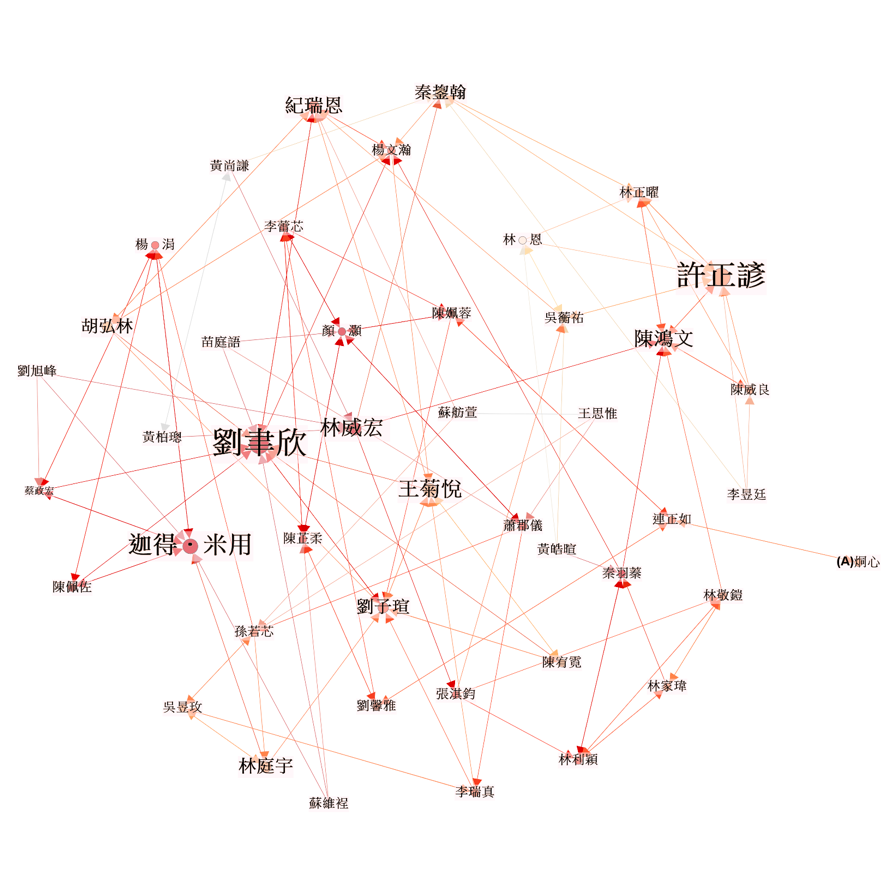 秦鋆翰
紀瑞恩
楊文瀚
黃尚謙
林正曜
李蕾芯
楊 涓
林 恩
許正諺
陳姵蓉
吳蘅祐
胡弘林
顏 灝
苗庭語
陳鴻文
劉旭峰
陳威良
蘇舫萱
王思惟
林威宏
黃柏璁
劉聿欣
王菊悅
蔡政宏
李昱廷
連正如
蕭郡儀
陳正柔
迦得・米用
黃皓暄
(A)炯心
秦羽蓁
陳佩佐
林敬鎧
劉子瑄
孫若芯
陳宥霓
林家瑋
張淇鈞
劉馨雅
吳昱玫
林利穎
林庭宇
李瑞真
蘇維裎